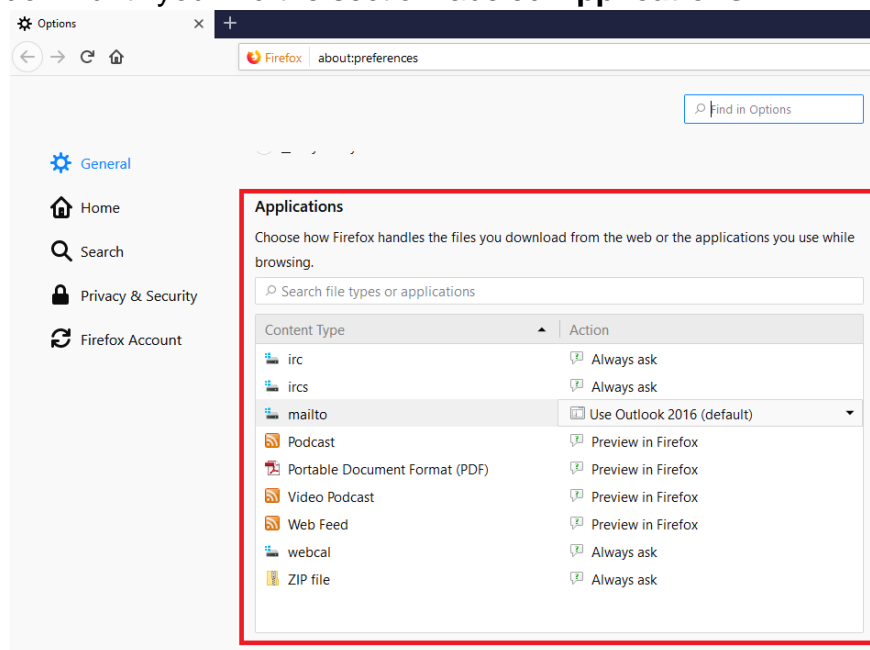 Options
Firefox about:preferences
Find in Options
General
Home
Search
Privacy & Security
Firefox Account
Applications
Choose how Firefox handles the files you download from the web or the applications you use while
browsing.
Search file types or applications
Content Type Action
irc Always ask
ircs Always ask
mailto Use Outlook 2016 (default)
Podcast Preview in Firefox
Portable Document Format (PDF) Preview in Firefox
Video Podcast Preview in Firefox
Web Feed Preview in Firefox
webcal Always ask
ZIP file Always ask